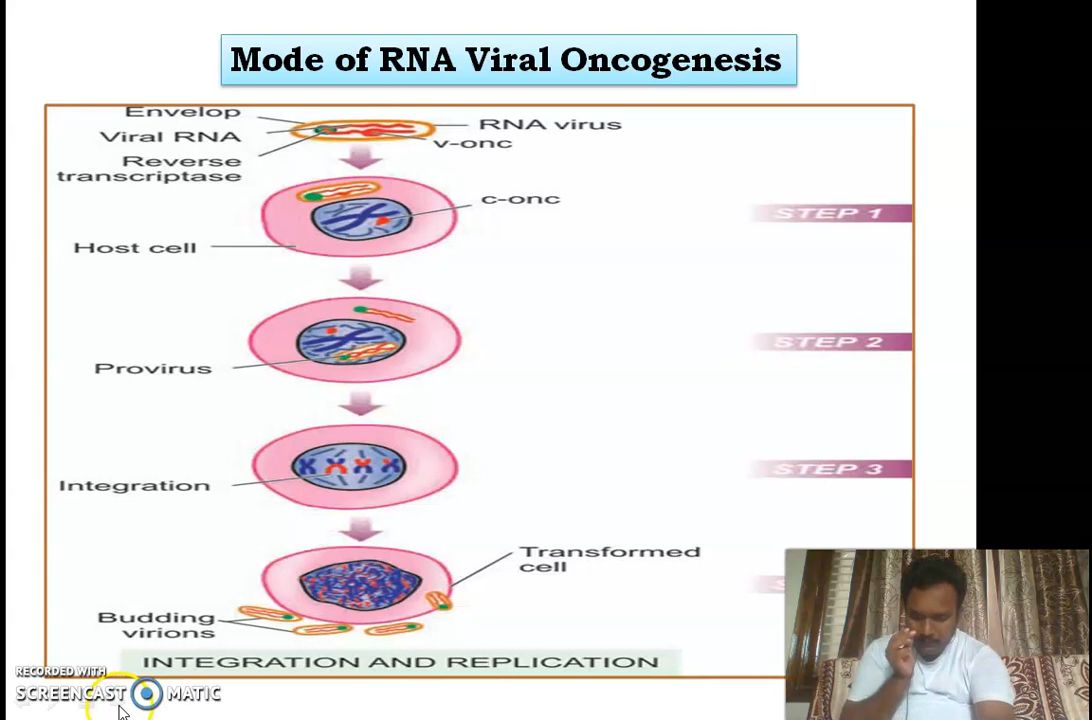 Mode of RNA Viral Oncogenesis
Envelop
Viral RNA
Reverse
transcriptase
RNA virus
v-onc
c-onc
STEP 1
Host cell
STEP 2
Provirus
STEP 3
Integration
Transformed
cell
Budding
virions
INTEGRATION AND REPLICATION
RECORDED WITH
SCREENCAST MATIC